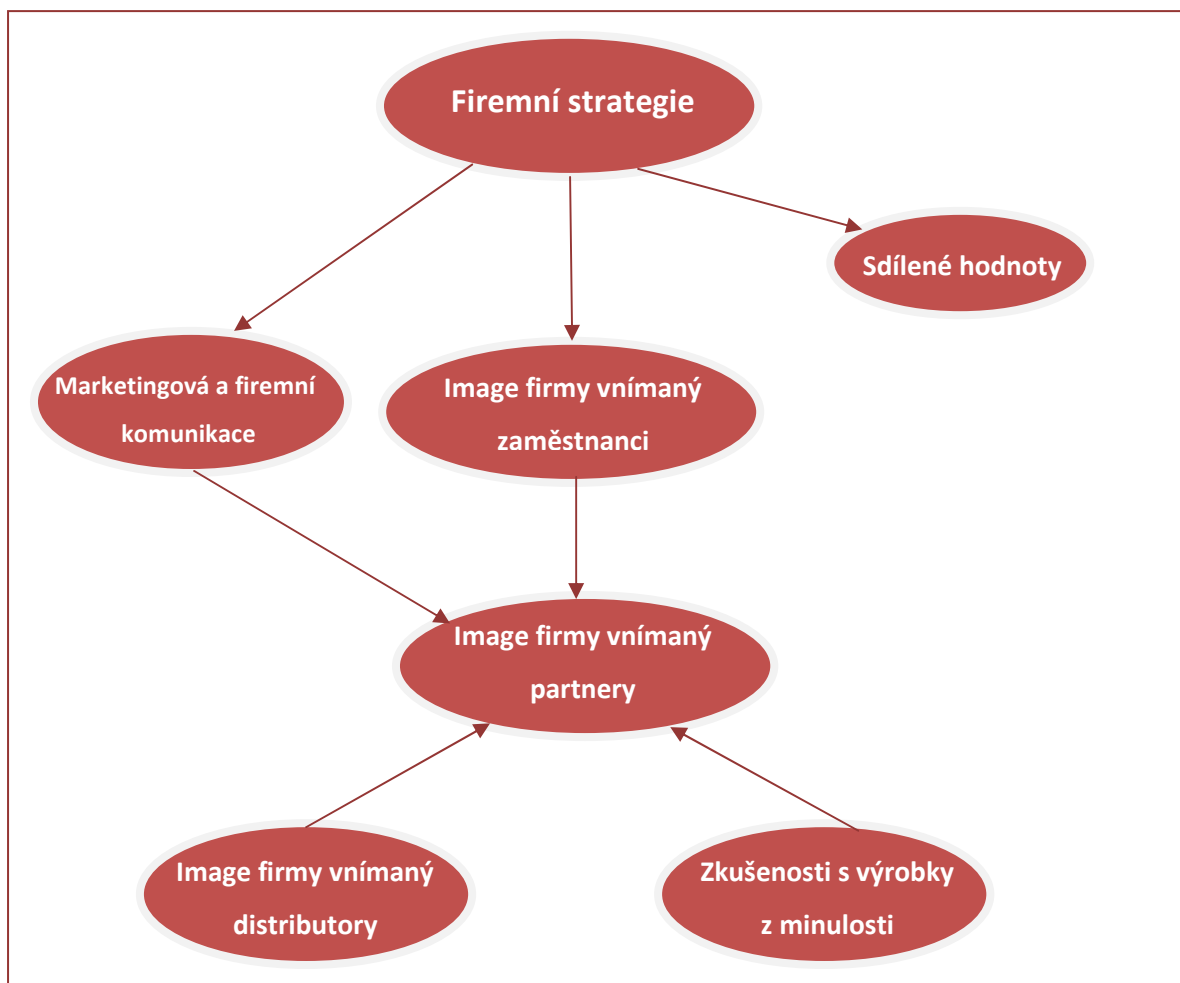 Firemní strategie
Sdílené hodnoty
Marketingová a firemní
komunikace
Image firmy vnímaný
zaměstnanci
Image firmy vnímaný
partnery
Image firmy vnímaný
distributory
Zkušenosti s výrobky
z minulosti